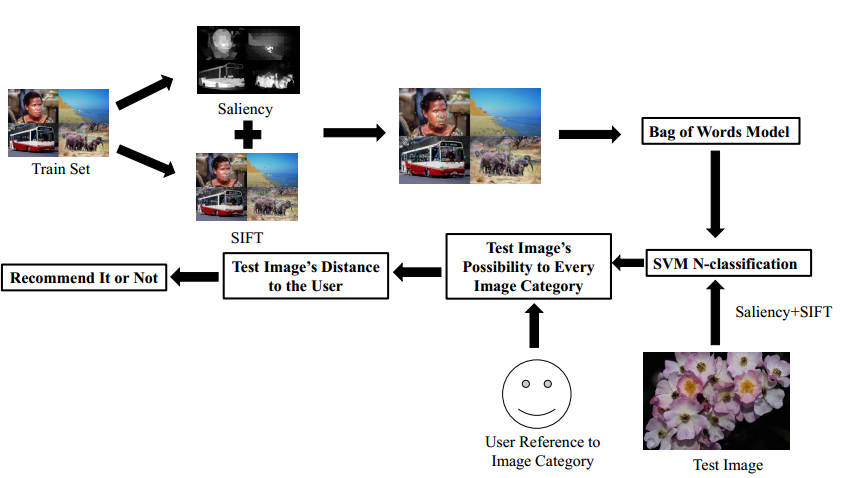 Saliency
Train Set
SIFT
Bag of Words Model
SVM N-classification
Saliency+SIFT
Test Image
Test Image's
Possibility to Every
Image Category
User Reference to
Image Category
Test Image's Distance
to the User
Recommend It or Not